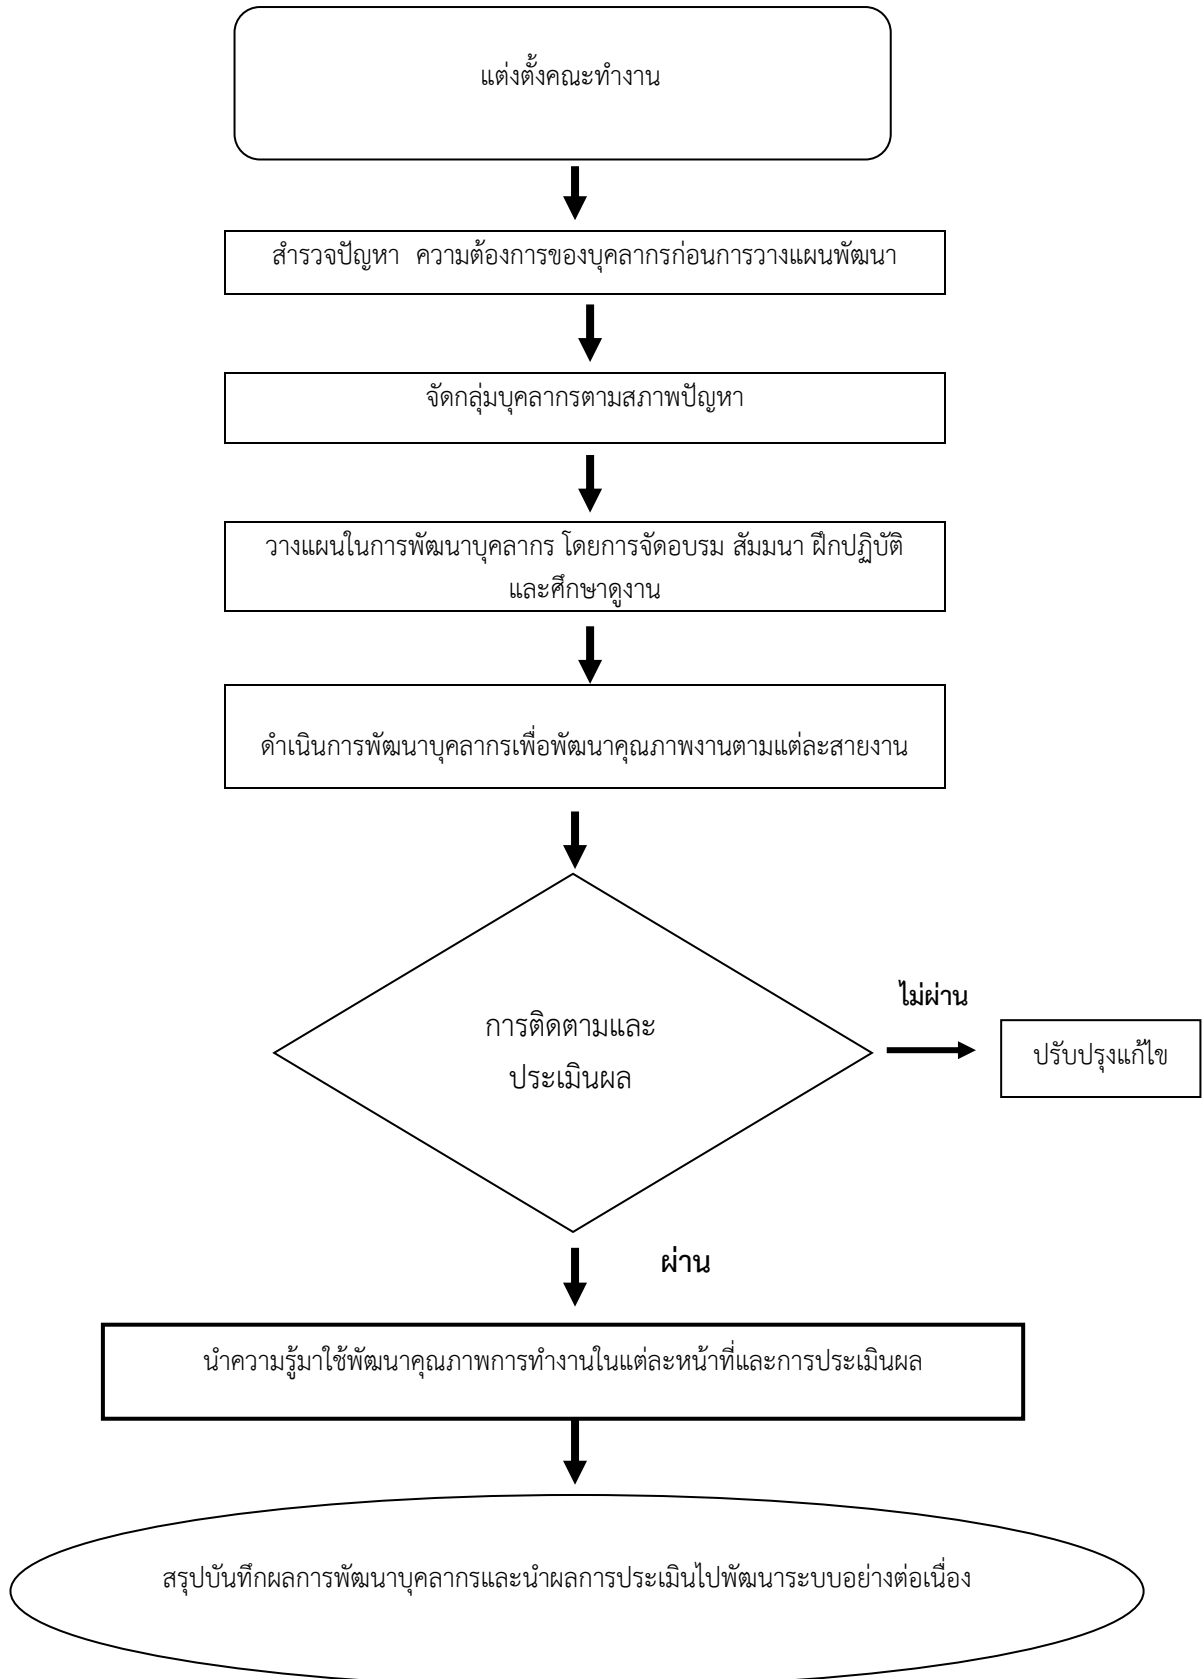 แต่งตั้งคณะทำงาน
สำรวจปัญหา ความต้องการของบุคลากรก่อนการวางแผนพัฒนา
จัดกลุ่มบุคลากรตามสภาพปัญหา
วางแผนในการพัฒนาบุคลากร โดยการจัดอบรม สัมมนา ฝึกปฏิบัติ
และศึกษาดูงาน
ดำเนินการพัฒนาบุคลากรเพื่อพัฒนาคุณภาพงานตามแต่ละสายงาน
การติดตามและ
ประเมินผล
ไม่ผ่าน
ปรับปรุงแก้ไข
ผ่าน
นำความรู้มาใช้พัฒนาคุณภาพการทำงานในแต่ละหน้าที่และการประเมินผล
สรุปบันทึกผลการพัฒนาบุคลากรและนำผลการประเมินไปพัฒนาระบบอย่างต่อเนื่อง